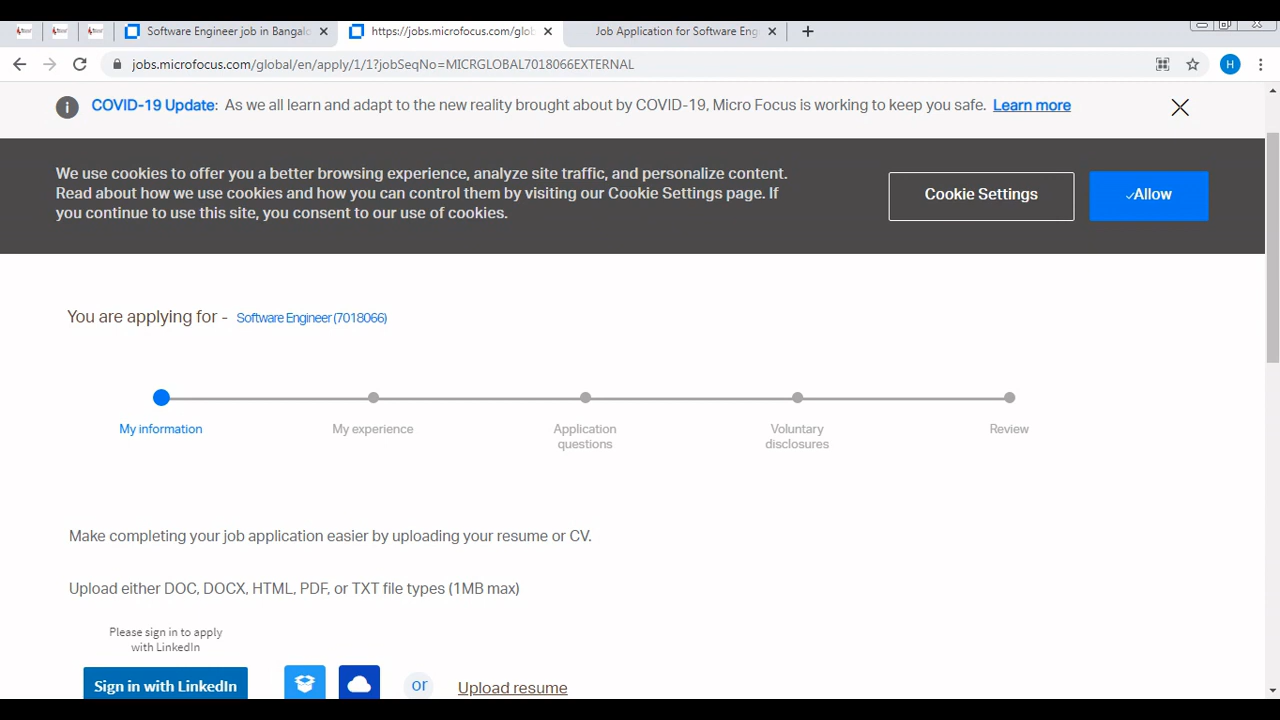 Software Engineer job in Bangalo
https://jobs.microfocus.com/glob
Job Application for Software Eng
jobs.microfocus.com/global/en/apply/1/1?jobSeqNo=MICRGLOBAL7018066EXTERNAL
H
COVID-19 Update: As we all learn and adapt to the new reality brought about by COVID-19, Micro Focus is working to keep you safe. Learn more
We use cookies to offer you a better browsing experience, analyze site traffic, and personalize content.
Read about how we use cookies and how you can control them by visiting our Cookie Settings page. If
you continue to use this site, you consent to our use of cookies.
Cookie Settings
Allow
You are applying for - Software Engineer (7018066)
My information
My experience
Application
questions
Voluntary
disclosures
Review
Make completing your job application easier by uploading your resume or CV.
Upload either DOC, DOCX, HTML, PDF, or TXT file types (1MB max)
Please sign in to apply
with LinkedIn
Sign in with LinkedIn
or
Upload resume